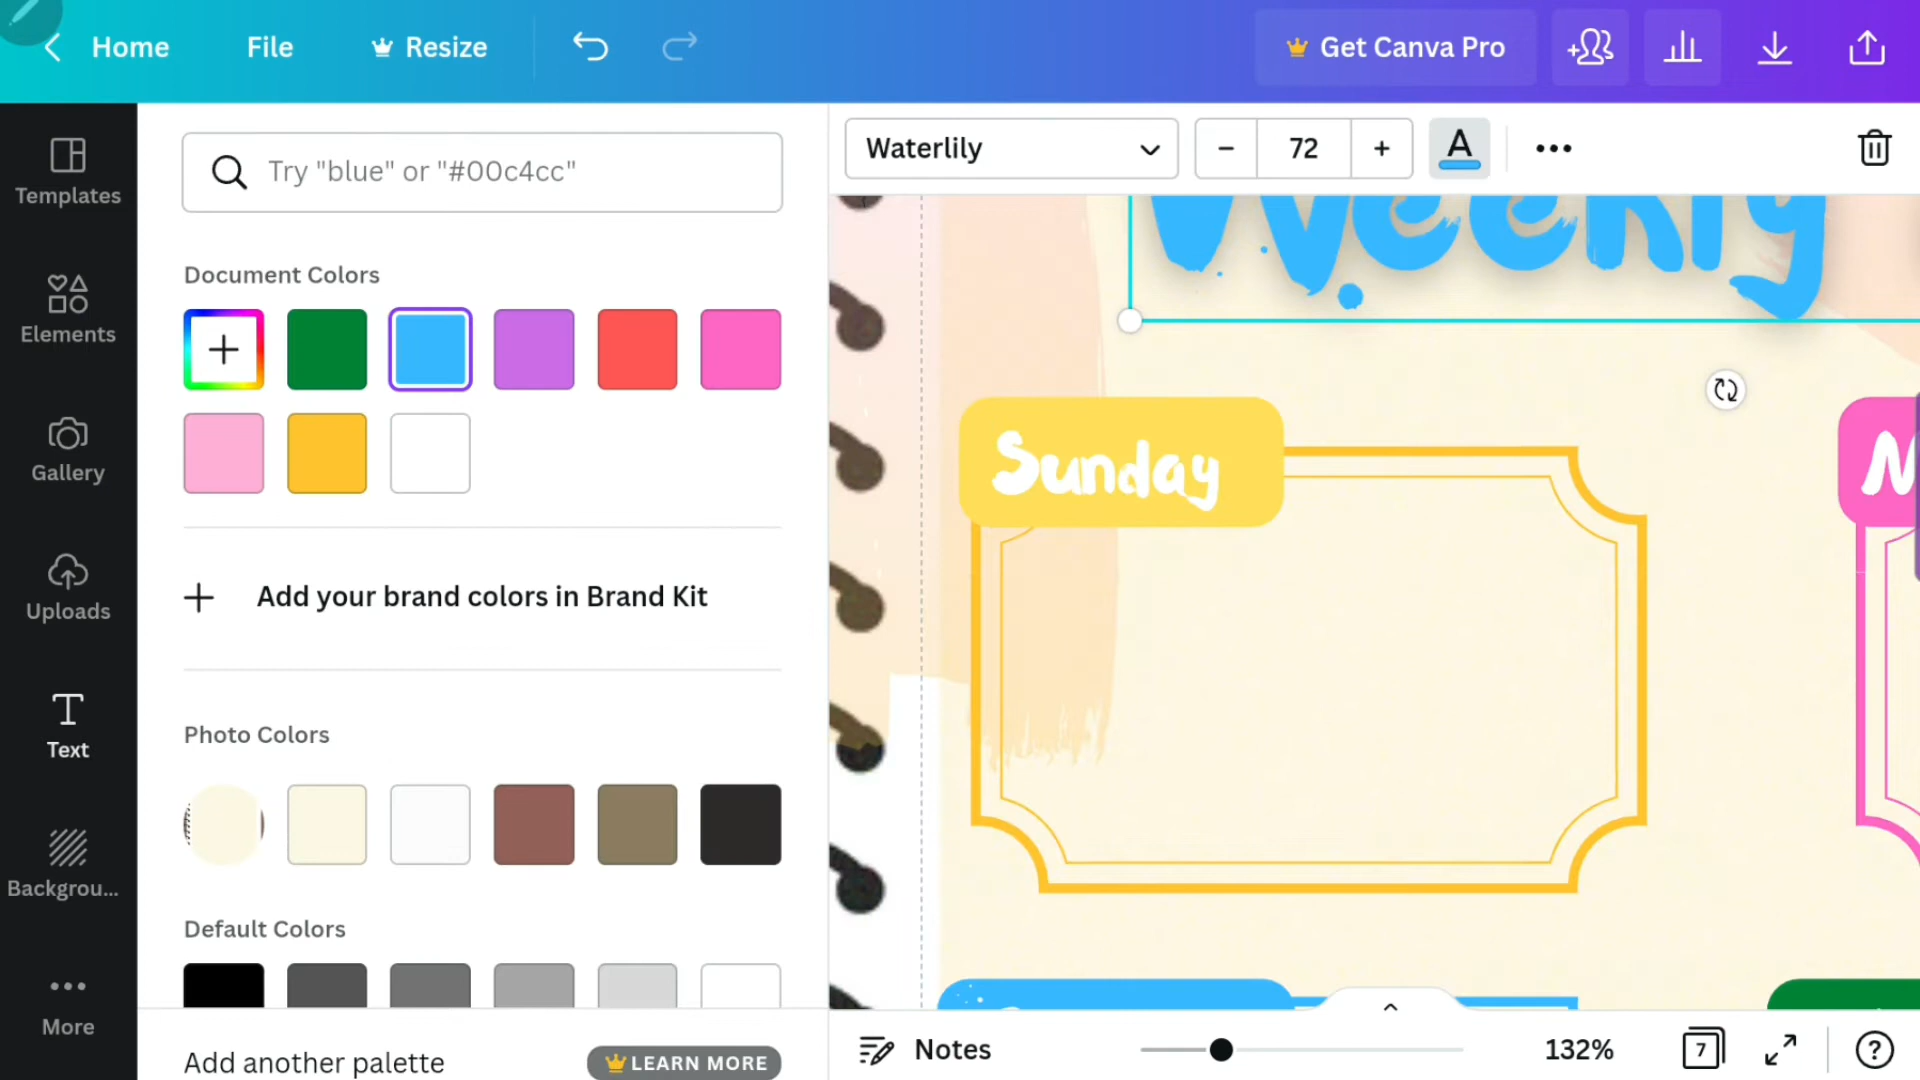 Home
File
Resize
Get Canva Pro
Templates
Elements
Gallery
Uploads
Text
Backgrou...
More
Try "blue" or "#00c4cc"
Document Colors
+ Add your brand colors in Brand Kit
Photo Colors
Default Colors
Add another palette
LEARN MORE
Waterlily
− 72 +
A
Weekly
Sunday
M
Notes
132%
7
?